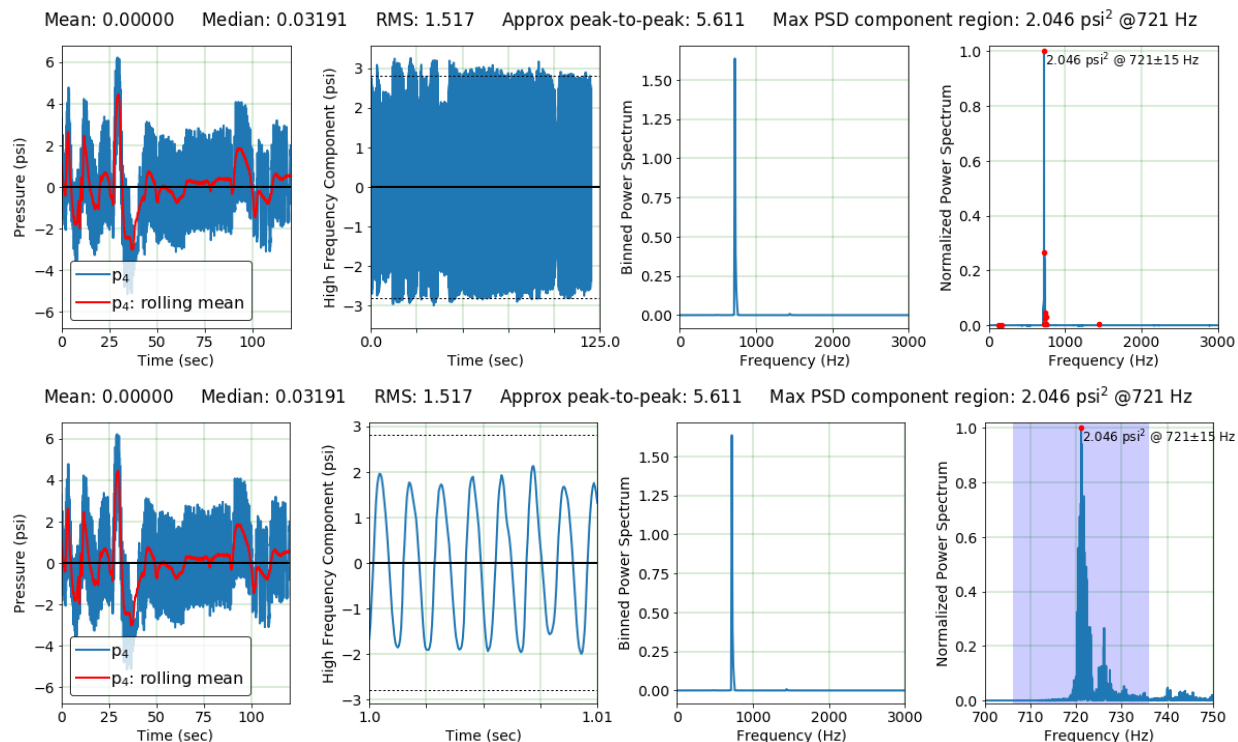 Mean: 0.00000 Median: 0.03191 RMS: 1.517 Approx peak-to-peak: 5.611 Max PSD component region: 2.046 psi² @721 Hz
Pressure (psi)
6
4
2
0
−2
−4
−6
p₄
p₄: rolling mean
0 50 100
Time (sec)
High Frequency Component (psi)
3
2
1
0
−1
−2
−3
0.0 125.0
Time (sec)
Binned Power Spectrum
1.50
1.25
1.00
0.75
0.50
0.25
0.00
0 1000 2000 3000
Frequency (Hz)
Normalized Power Spectrum
1.0
0.8
0.6
0.4
0.2
0.0
2.046 psi² @ 721±15 Hz
0 1000 2000 3000
Frequency (Hz)
Mean: 0.00000 Median: 0.03191 RMS: 1.517 Approx peak-to-peak: 5.611 Max PSD component region: 2.046 psi² @721 Hz
Pressure (psi)
6
4
2
0
−2
−4
−6
p₄
p₄: rolling mean
0 25 50 75 100
Time (sec)
High Frequency Component (psi)
3
2
1
0
−1
−2
−3
1.0 1.01
Time (sec)
Binned Power Spectrum
1.50
1.25
1.00
0.75
0.50
0.25
0.00
0 1000 2000 3000
Frequency (Hz)
Normalized Power Spectrum
1.0
0.8
0.6
0.4
0.2
0.0
2.046 psi² @ 721±15 Hz
700 710 720 730 740 750
Frequency (Hz)